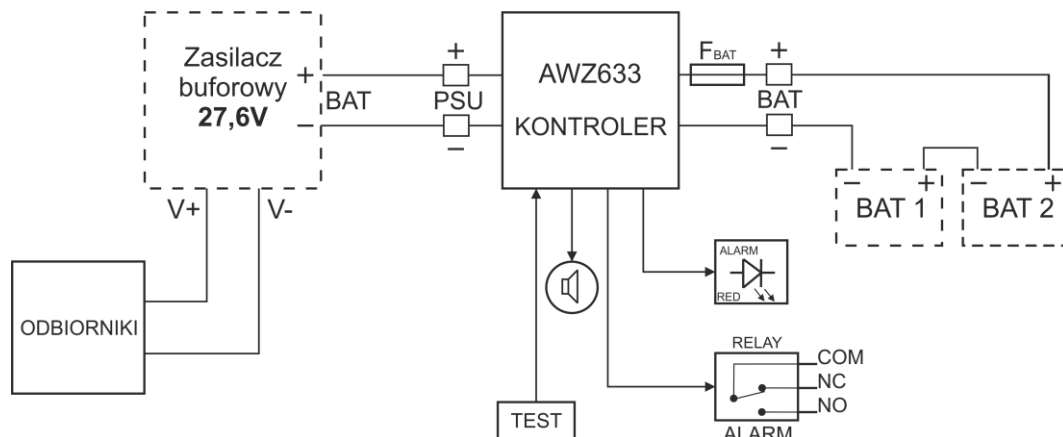 Zasilacz
buforowy
27,6V
+
−
BAT
V+
V-
ODBIORNIKI
+
PSU
−
AWZ633
KONTROLER
FBAT
+
BAT
−
− +
BAT 1
− +
BAT 2
ALARM
RED
RELAY
COM
NC
NO
ALARM
TEST